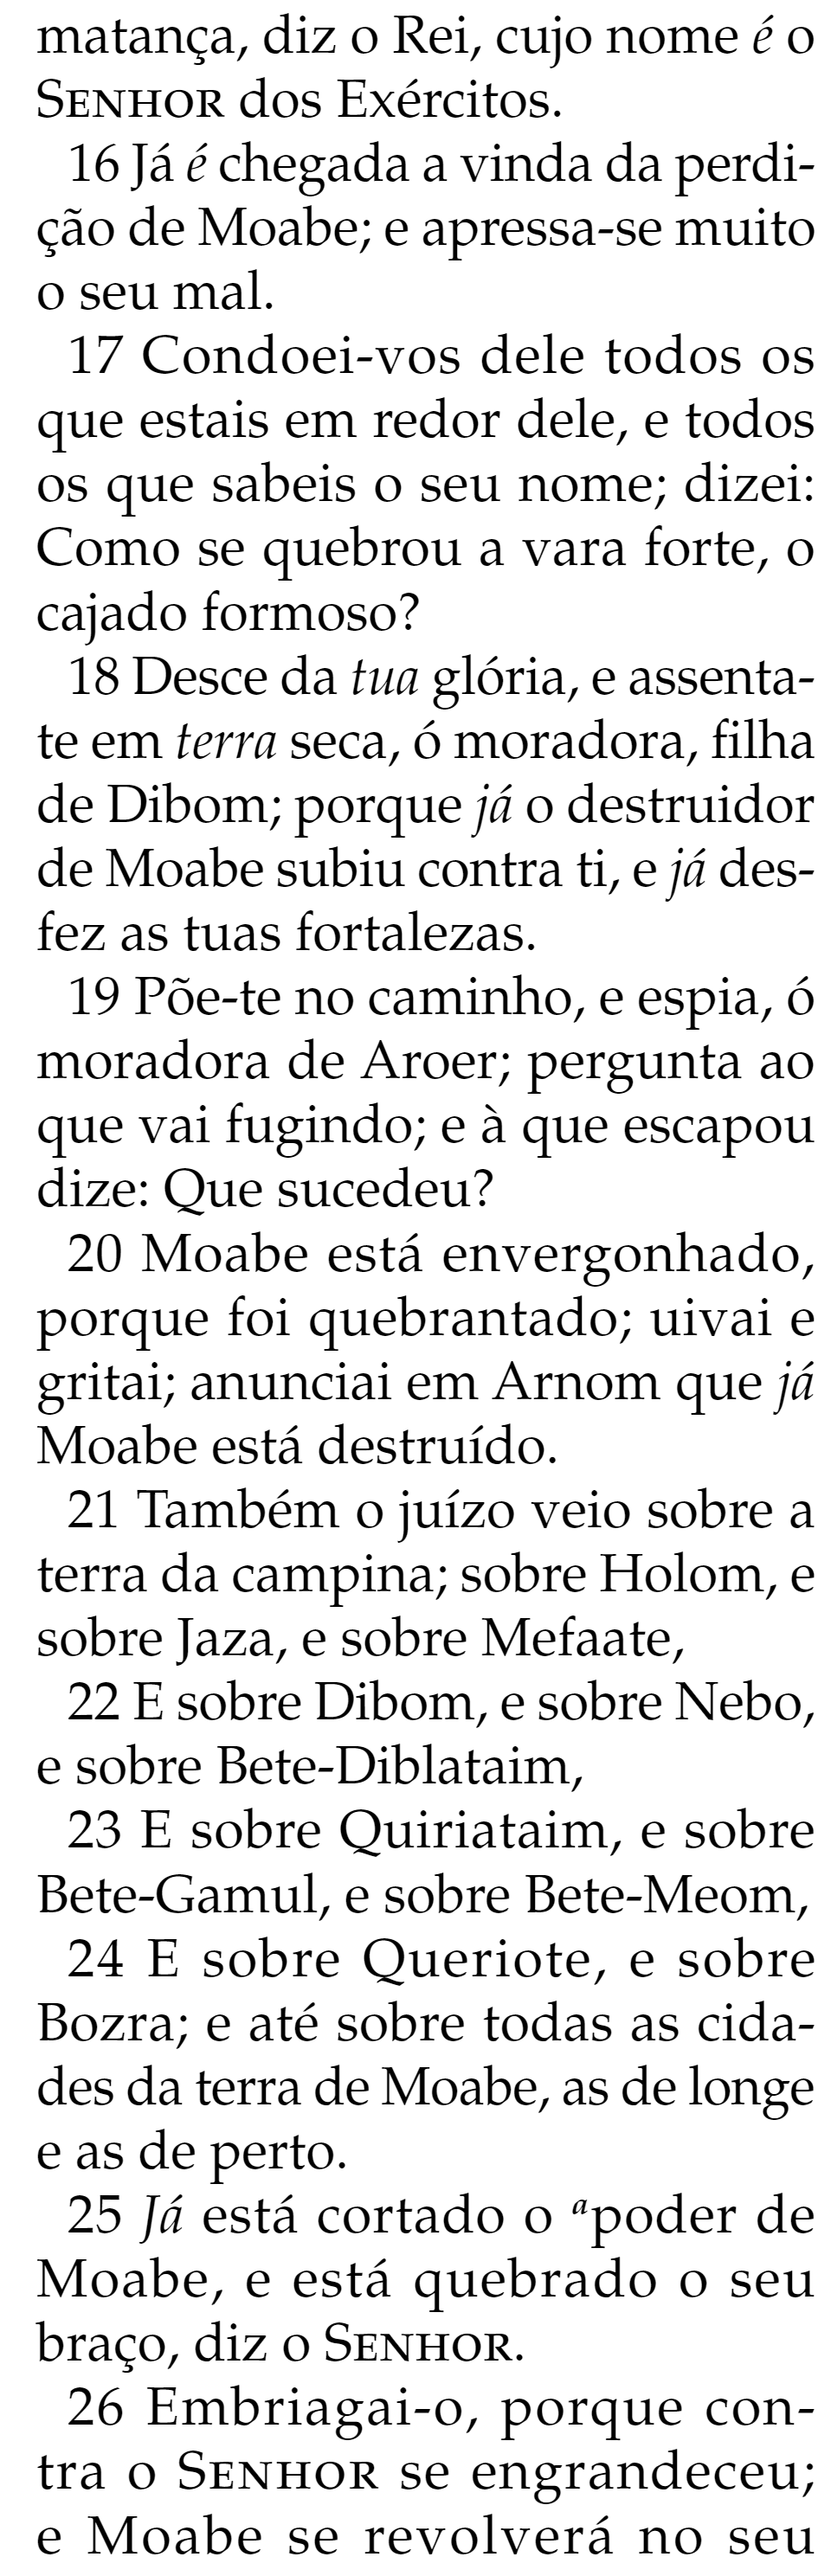 matança, diz o Rei, cujo nome é o
SENHOR dos Exércitos.
16 Já é chegada a vinda da perdi-
ção de Moabe; e apressa-se muito
o seu mal.
17 Condoei-vos dele todos os
que estais em redor dele, e todos
os que sabeis o seu nome; dizei:
Como se quebrou a vara forte, o
cajado formoso?
18 Desce da tua glória, e assenta-
te em terra seca, ó moradora, filha
de Dibom; porque já o destruidor
de Moabe subiu contra ti, e já des-
fez as tuas fortalezas.
19 Põe-te no caminho, e espia, ó
moradora de Aroer; pergunta ao
que vai fugindo; e à que escapou
dize: Que sucedeu?
20 Moabe está envergonhado,
porque foi quebrantado; uivai e
gritai; anunciai em Arnom que já
Moabe está destruído.
21 Também o juízo veio sobre a
terra da campina; sobre Holom, e
sobre Jaza, e sobre Mefaate,
22 E sobre Dibom, e sobre Nebo,
e sobre Bete-Diblataim,
23 E sobre Quiriataim, e sobre
Bete-Gamul, e sobre Bete-Meom,
24 E sobre Queriote, e sobre
Bozra; e até sobre todas as cida-
des da terra de Moabe, as de longe
e as de perto.
25 Já está cortado o ᵃpoder de
Moabe, e está quebrado o seu
braço, diz o SENHOR.
26 Embriagai-o, porque con-
tra o SENHOR se engrandeceu;
e Moabe se revolverá no seu